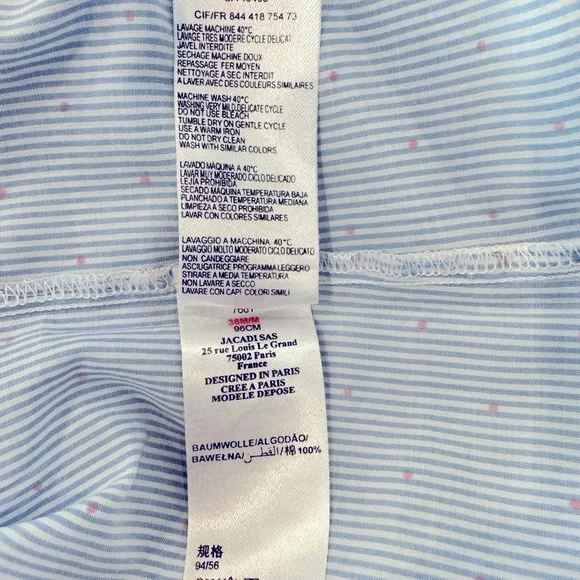 CIF/FR 844 418 754 73
LAVAGE MACHINE 40°C
LAVAGE TRES MODERE CYCLE DELICAT
JAVEL INTERDITE
SECHAGE MACHINE DOUX
REPASSAGE FER MOYEN
NETTOYAGE A SEC INTERDIT
A LAVER AVEC DES COULEURS SIMILAIRES
MACHINE WASH 40°C
WASHING VERY MILD DELICATE CYCLE
DO NOT USE BLEACH
TUMBLE DRY ON GENTLE CYCLE
USE A WARM IRON
DO NOT DRY CLEAN
WASH WITH SIMILAR COLORS
LAVADO MÁQUINA A 40°C
LAVAR MUY MODERADO CICLO DELICADO
LEJÍA PROHIBIDA
SECADO MÁQUINA TEMPERATURA BAJA
PLANCHADO A TEMPERATURA MEDIANA
LIMPIEZA A SECO PROHIBIDA
LAVAR CON COLORES SIMILARES
LAVAGGIO A MACCHINA 40°C
LAVAGGIO MOLTO MODERATO CICLO DELICATO
NON CANDEGGIARE
ASCIUGATRICE PROGRAMMA LEGGERO
STIRARE A MEDIA TEMPERATURA
NON LAVARE A SECCO
LAVARE CON CAPI COLORI SIMILI
36M/M
96CM
JACADI SAS
25 rue Louis Le Grand
75002 Paris
France
DESIGNED IN PARIS
CREE A PARIS
MODELE DEPOSE
BAUMWOLLE/ALGODÃO/
BAWEŁNA/القطن/棉 100%
规格
94/56